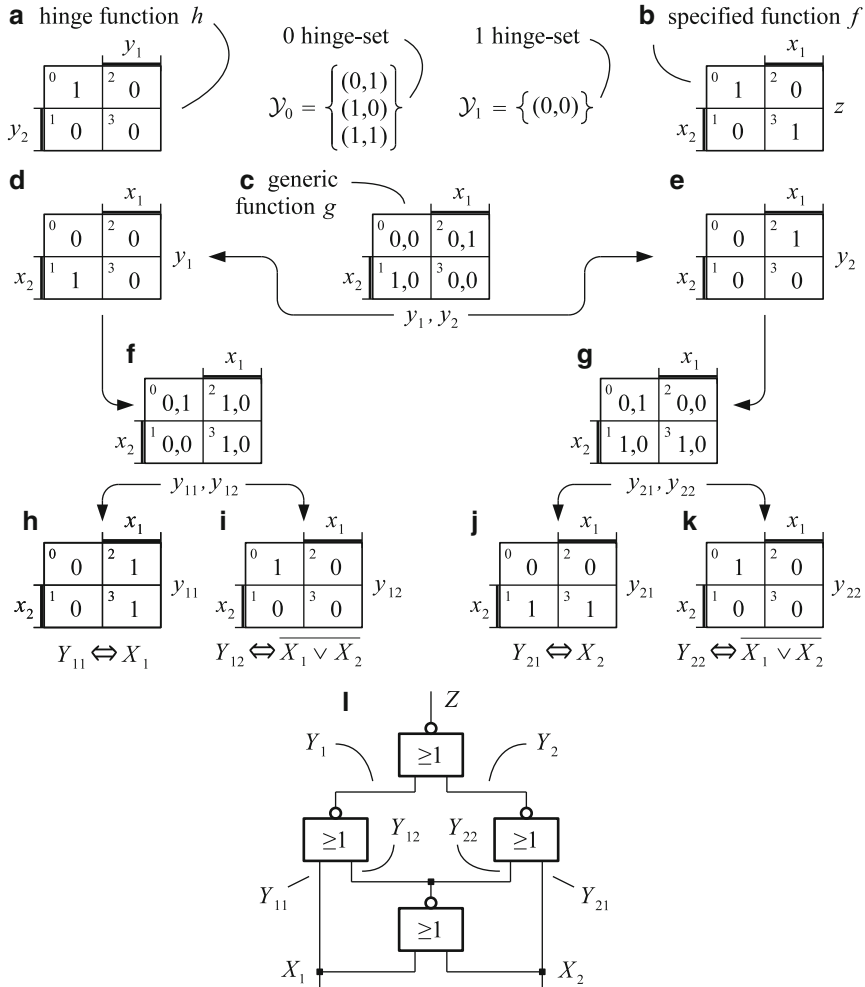 a hinge function h
0 hinge-set
1 hinge-set
b specified function f
y₁
0 1 2 0
y₂ 1 0 3 0
𝒴₀ = { (0,1) (1,0) (1,1) }
𝒴₁ = { (0,0) }
x₁
0 1 2 0
x₂ 1 0 3 1
z
d
x₁
0 0 2 0
x₂ 1 1 3 0
y₁
c generic
function g
x₁
0 0,0 2 0,1
x₂ 1 1,0 3 0,0
y₁, y₂
e
x₁
0 0 2 1
x₂ 1 0 3 0
y₂
f
x₁
0 0,1 2 1,0
x₂ 1 0,0 3 1,0
y₁₁, y₁₂
g
x₁
0 0,1 2 0,0
x₂ 1 1,0 3 1,0
y₂₁, y₂₂
h
x₁
0 0 2 1
x₂ 1 0 3 1
y₁₁
Y₁₁ ⇔ X₁
i
x₁
0 1 2 0
x₂ 1 0 3 0
y₁₂
Y₁₂ ⇔ X̅₁̅ ̅∨̅ ̅X̅₂̅
j
x₁
0 0 2 0
x₂ 1 1 3 1
y₂₁
Y₂₁ ⇔ X₂
k
x₁
0 1 2 0
x₂ 1 0 3 0
y₂₂
Y₂₂ ⇔ X̅₁̅ ̅∨̅ ̅X̅₂̅
l
Z
Y₁ ≥1 Y₂
≥1 Y₁₂ Y₂₂ ≥1
Y₁₁ Y₂₁
≥1
X₁ X₂